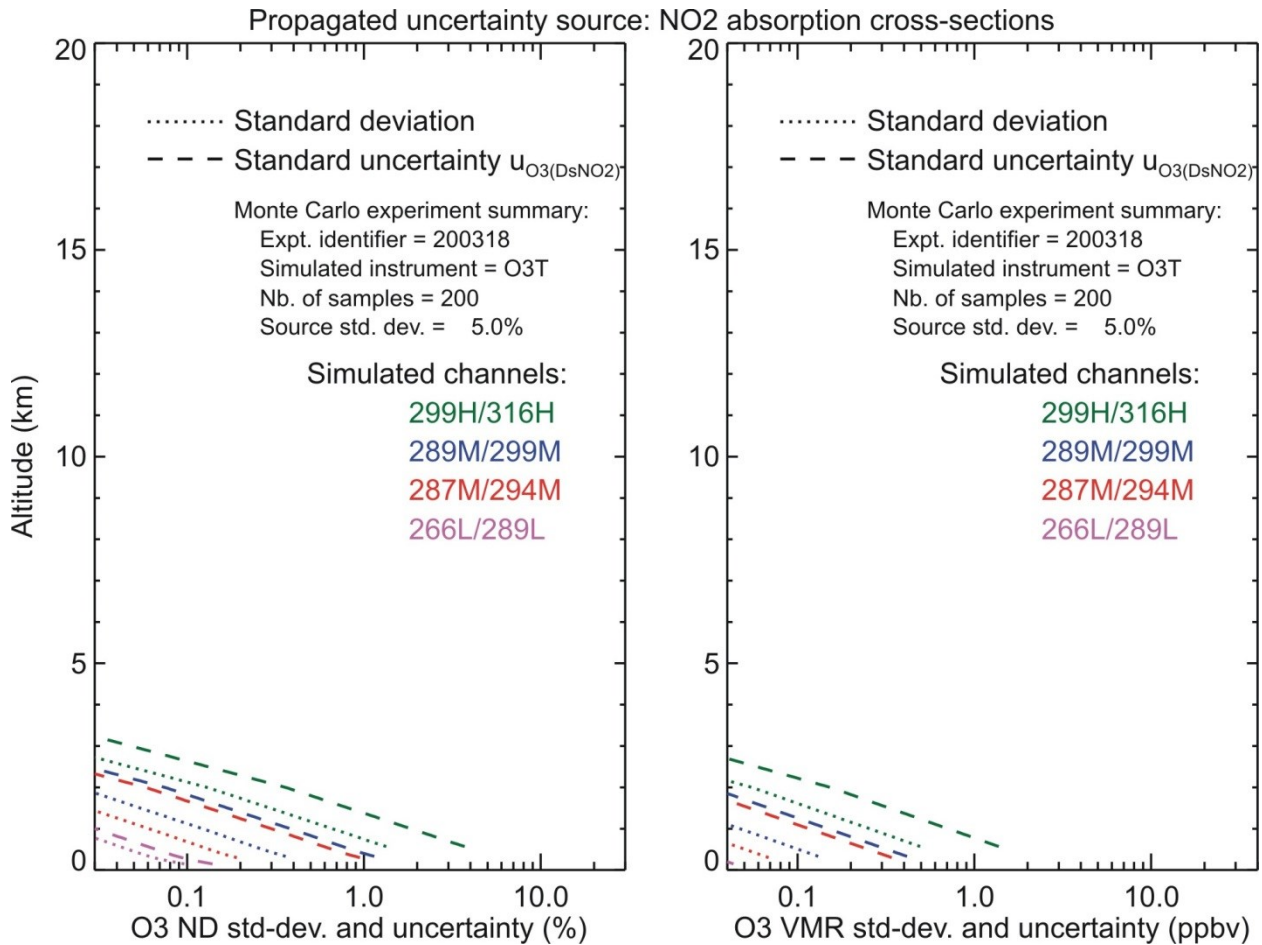 Propagated uncertainty source: NO2 absorption cross-sections
20
15
10
5
0
Altitude (km)
Standard deviation
Standard uncertainty uO3(DsNO2)
Monte Carlo experiment summary:
Expt. identifier = 200318
Simulated instrument = O3T
Nb. of samples = 200
Source std. dev. = 5.0%
Simulated channels:
299H/316H
289M/299M
287M/294M
266L/289L
0.1 1.0 10.0
O3 ND std-dev. and uncertainty (%)
20
15
10
5
0
Standard deviation
Standard uncertainty uO3(DsNO2)
Monte Carlo experiment summary:
Expt. identifier = 200318
Simulated instrument = O3T
Nb. of samples = 200
Source std. dev. = 5.0%
Simulated channels:
299H/316H
289M/299M
287M/294M
266L/289L
0.1 1.0 10.0
O3 VMR std-dev. and uncertainty (ppbv)